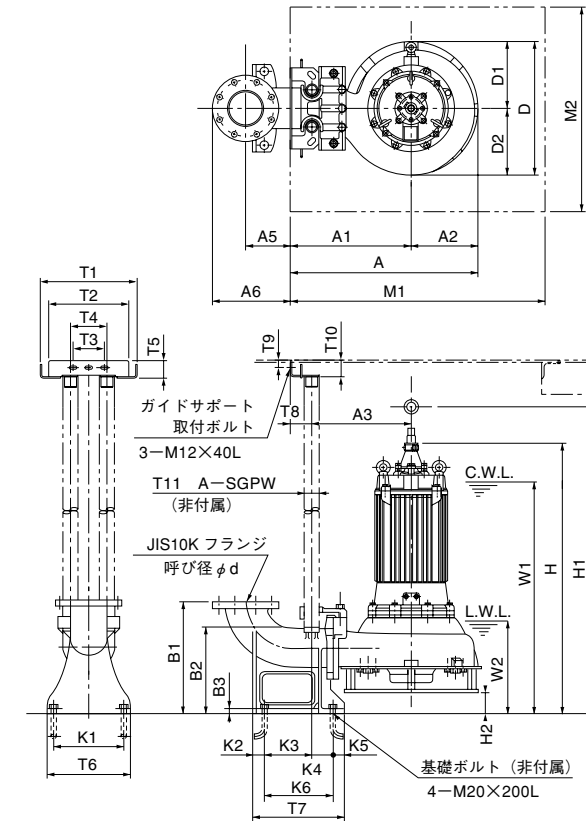 D1
D
M2
D2
A5
A1
A2
A
A6
M1
T1
T2
T4
T3
T5
T9
T10
ガイドサポート
取付ボルト
3－M12×40L
T8
A3
T11 A－SGPW
（非付属）
C.W.L.
JIS10K フランジ
呼び径φd
L.W.L.
W1
H
H1
B1
B2
B3
W2
H2
K1
T6
K2
K3
K5
K4
K6
T7
基礎ボルト（非付属）
4－M20×200L